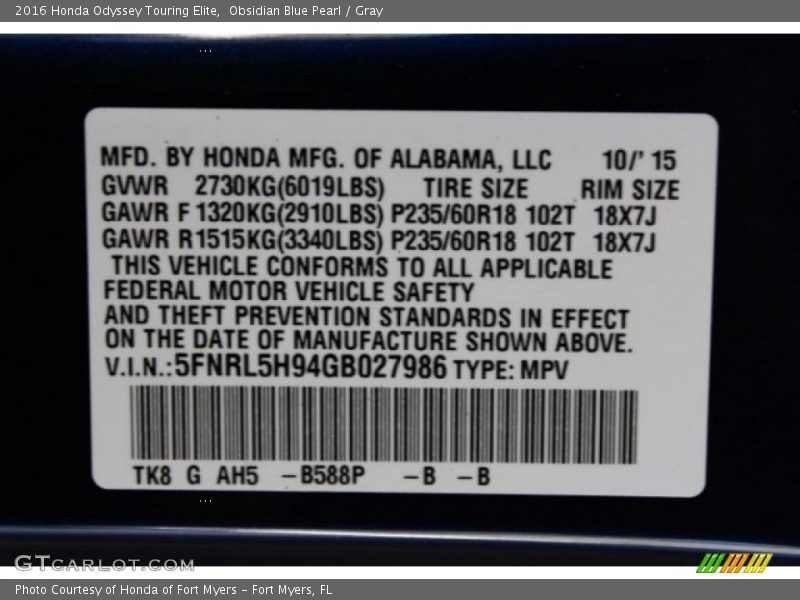 2016 Honda Odyssey Touring Elite,  Obsidian Blue Pearl / Gray
MFD. BY HONDA MFG. OF ALABAMA, LLC 10/' 15
GVWR 2730KG(6019LBS) TIRE SIZE RIM SIZE
GAWR F 1320KG(2910LBS) P235/60R18 102T 18X7J
GAWR R 1515KG(3340LBS) P235/60R18 102T 18X7J
THIS VEHICLE CONFORMS TO ALL APPLICABLE
FEDERAL MOTOR VEHICLE SAFETY
AND THEFT PREVENTION STANDARDS IN EFFECT
ON THE DATE OF MANUFACTURE SHOWN ABOVE.
V.I.N.:5FNRL5H94GB027986 TYPE: MPV
TK8 G AH5 -B588P -B -B
GTCARLOT.COM
Photo Courtesy of Honda of Fort Myers - Fort Myers, FL